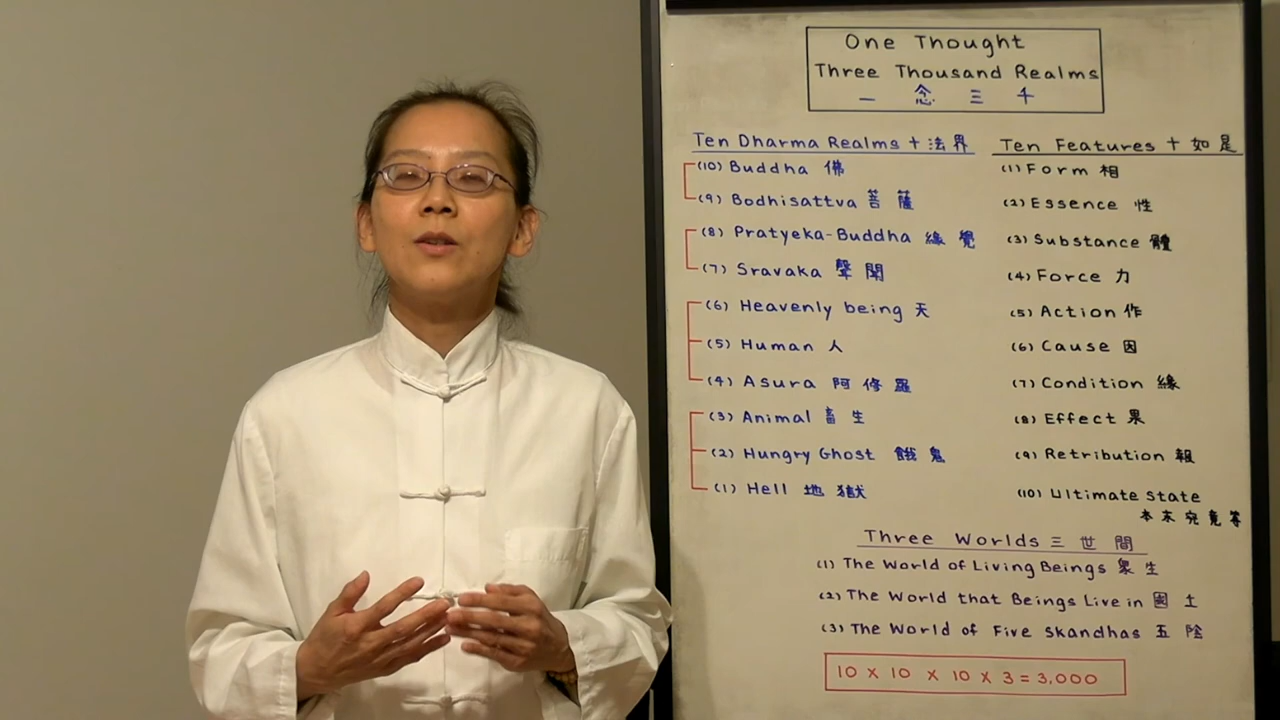 One Thought
Three Thousand Realms
一 念 三 千
Ten Dharma Realms 十法界
(10) Buddha 佛
(9) Bodhisattva 菩薩
(8) Pratyeka-Buddha 緣覺
(7) Sravaka 聲聞
(6) Heavenly being 天
(5) Human 人
(4) Asura 阿修羅
(3) Animal 畜生
(2) Hungry Ghost 餓鬼
(1) Hell 地獄
Ten Features 十如是
(1) Form 相
(2) Essence 性
(3) Substance 體
(4) Force 力
(5) Action 作
(6) Cause 因
(7) Condition 緣
(8) Effect 果
(9) Retribution 報
(10) Ultimate state
本末究竟等
Three Worlds 三世間
(1) The World of Living Beings 眾生
(2) The World that Beings Live in 國土
(3) The World of Five Skandhas 五陰
10 x 10 x 10 x 3 = 3,000